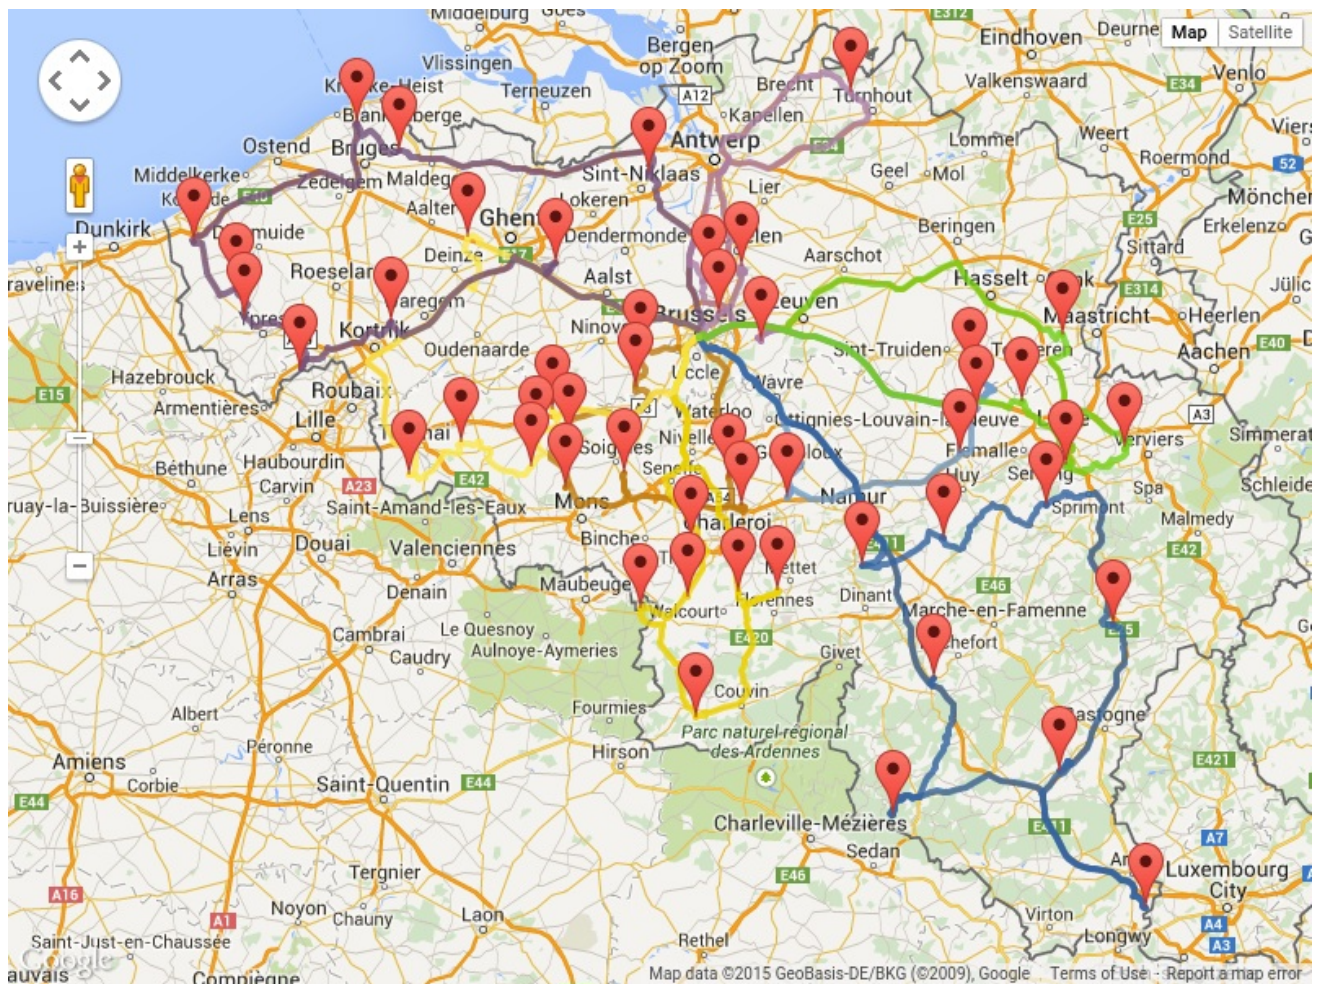 Middelburg
Goes
E312
Eindhoven
Deurne
Map
Satellite
Bergen
op Zoom
Vlissingen
Terneuzen
A12
Brecht
Turnhout
Valkenswaard
E34
Venlo
Kapellen
Antwerp
Lommel
Weert
Roermond
52
Ostend
Bruges
Zedelgem
Sint-Niklaas
Geel
Mol
Middelkerke
Lier
Lokeren
Aalter
Ghent
Dunkirk
Dendermonde
Beringen
E25
Erkelenz
Sittard
Deinze
Roeselar
Aalst
Aarschot
Hasselt
E314
Maastricht
Heerlen
Brussels
Kortrijk
Oudenaarde
Sint-Truiden
Aachen
E40
Uccle
Wavre
Hazebrouck
E15
Roubaix
Armentières
Lille
Waterloo
A3
Verviers
Haubourdin
Béthune
Carvin
A23
E42
Flemalle
Huy
Spa
Namur
Mons
Saint-Amand-les-Eaux
Sprimont
Malmedy
Lens
Liévin
Douai
Valenciennes
Charleroi
Binche
E42
Arras
Denain
Maubeuge
Mettet
E46
Dinant
Marche-en-Famenne
Walcourt
Florennes
Cambrai
Caudry
Le Quesnoy
Aulnoye-Aymeries
E420
Givet
Couvin
Fournies
Albert
Péronne
Hirson
Parc naturel régional
des Ardennes
E421
Amiens
Corbie
Saint-Quentin
E44
E44
Charleville-Mézières
Sedan
E411
A7
Tergnier
E46
Luxembourg
City
A16
A1
Noyon
Chauny
Laon
Virton
Longwy
A4
A3
Saint-Just-en-Chaussée
Rethel
Google
Compiègne
Map data ©2015 GeoBasis-DE/BKG (©2009), Google
Terms of Use
Report a map error